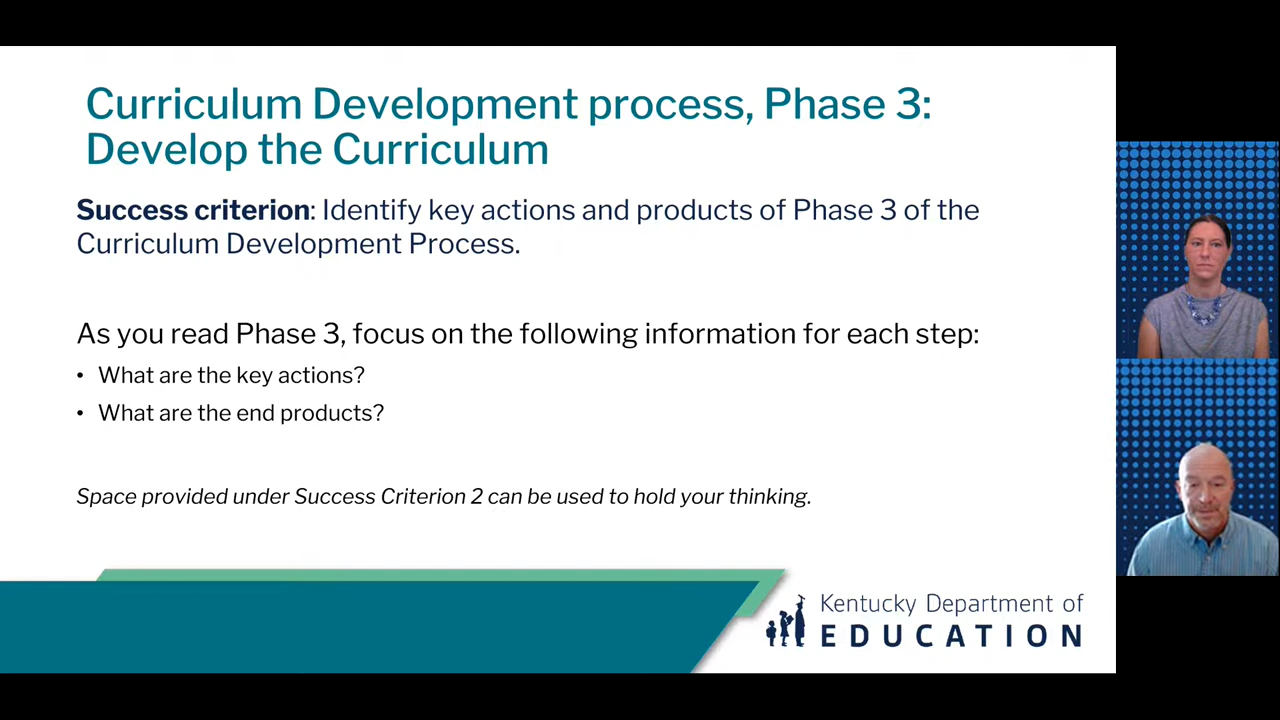 Curriculum Development process, Phase 3:
Develop the Curriculum
Success criterion: Identify key actions and products of Phase 3 of the
Curriculum Development Process.
As you read Phase 3, focus on the following information for each step:
• What are the key actions?
• What are the end products?
Space provided under Success Criterion 2 can be used to hold your thinking.
Kentucky Department of
EDUCATION